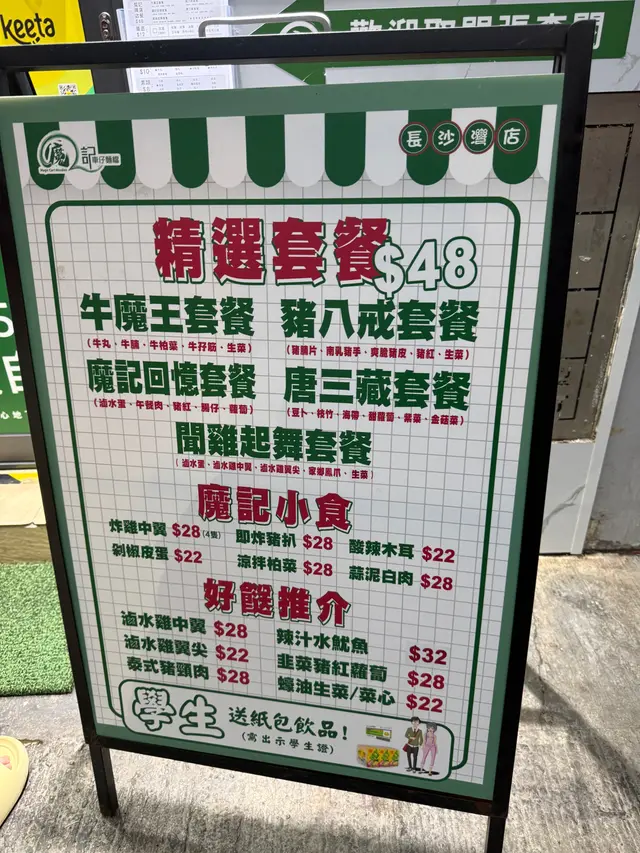 keeta
歡迎取單張查閱
魔記車仔麵檔
長沙灣店
精選套餐$48
牛魔王套餐 豬八戒套餐
(牛丸、牛腩、牛柏葉、牛孖筋、生菜) (豬腸片、南乳豬手、爽脆豬皮、豬紅、生菜)
魔記回憶套餐 唐三藏套餐
(滷水蛋、午餐肉、豬紅、腸仔、蘿蔔) (豆卜、枝竹、海帶、甜蘿蔔、紫菜、金菇菜)
聞雞起舞套餐
(滷水蛋、滷水雞中翼、滷水雞翼尖、家鄉鳳爪、生菜)
魔記小食
炸雞中翼 $28 (4隻) 即炸豬扒 $28 酸辣木耳 $22
剁椒皮蛋 $22 涼拌柏葉 $28 蒜泥白肉 $28
好餸推介
滷水雞中翼 $28 辣汁水魷魚 $32
滷水雞翼尖 $22 韮菜豬紅蘿蔔 $28
泰式豬頸肉 $28 蠔油生菜/菜心 $22
學生送紙包飲品!
(需出示學生證)